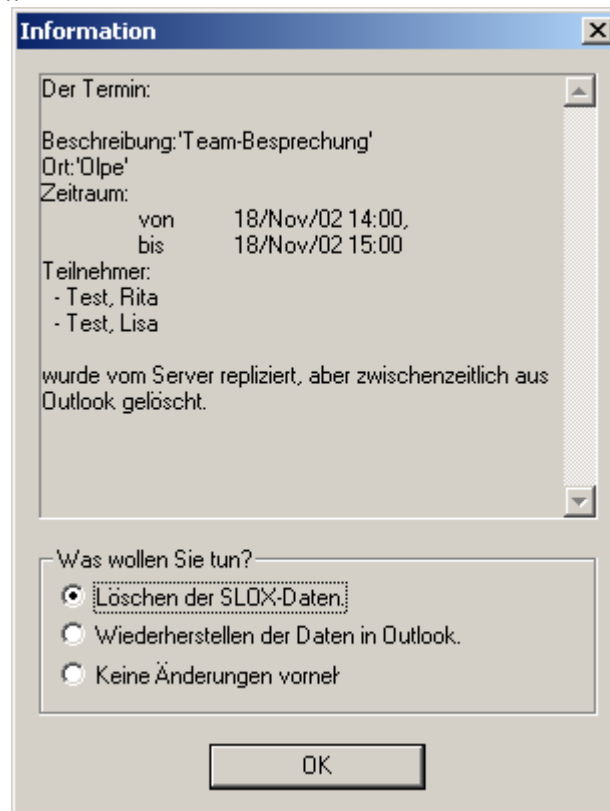 Information
Der Termin:
Beschreibung:'Team-Besprechung'
Ort:'Olpe'
Zeitraum:
von 18/Nov/02 14:00,
bis 18/Nov/02 15:00
Teilnehmer:
- Test, Rita
- Test, Lisa
wurde vom Server repliziert, aber zwischenzeitlich aus
Outlook gelöscht.
Was wollen Sie tun?
Löschen der SLOX-Daten.
Wiederherstellen der Daten in Outlook.
Keine Änderungen
OK